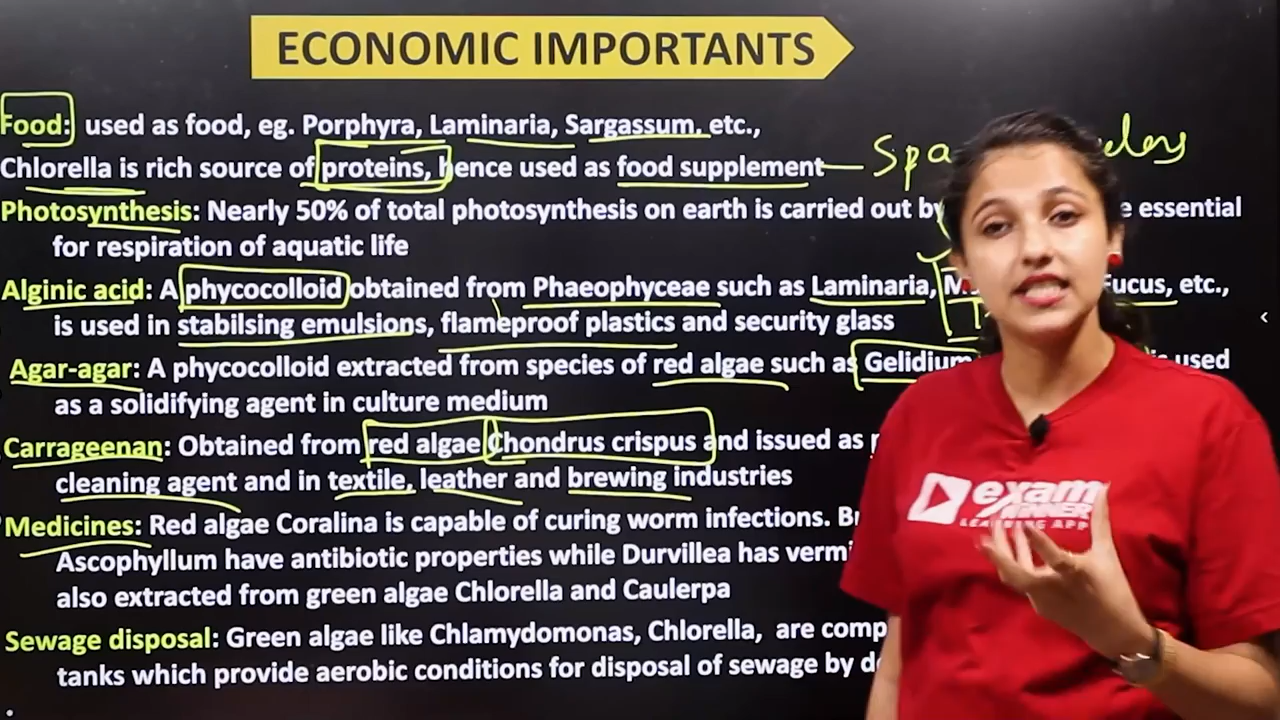 ECONOMIC IMPORTANTS
Food: used as food, eg. Porphyra, Laminaria, Sargassum, etc.,
Chlorella is rich source of proteins, hence used as food supplement
Photosynthesis: Nearly 50% of total photosynthesis on earth is carried out by essential
for respiration of aquatic life
Alginic acid: A phycocolloid obtained from Phaeophyceae such as Laminaria, Fucus, etc.,
is used in stabilsing emulsions, flameproof plastics and security glass
Agar-agar: A phycocolloid extracted from species of red algae such as Gelidium used
as a solidifying agent in culture medium
Carrageenan: Obtained from red algae Chondrus crispus and issued as
cleaning agent and in textile, leather and brewing industries
Medicines: Red algae Coralina is capable of curing worm infections.
Ascophyllum have antibiotic properties while Durvillea has
also extracted from green algae Chlorella and Caulerpa
Sewage disposal: Green algae like Chlamydomonas, Chlorella, are
tanks which provide aerobic conditions for disposal of sewage by
exam
WINNER
LEARNING APP